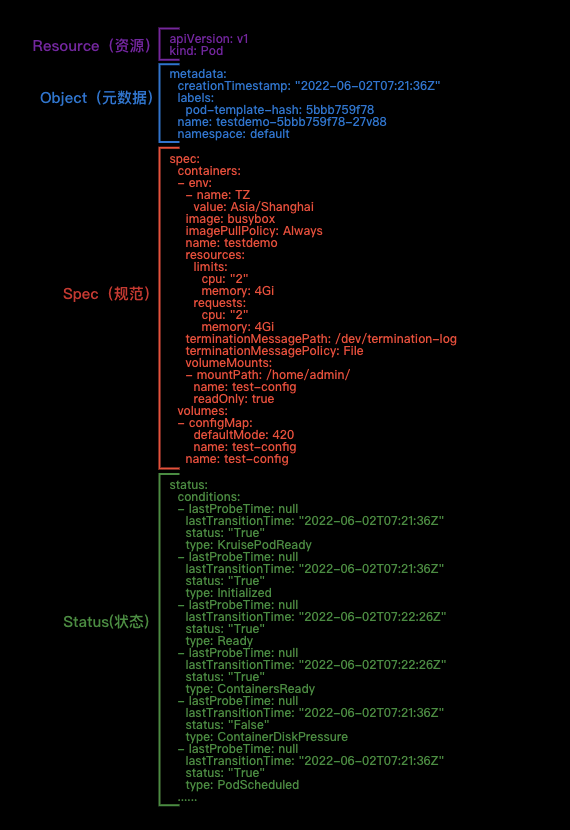 Resource（资源）
apiVersion: v1
kind: Pod
Object（元数据）
metadata:
creationTimestamp: "2022-06-02T07:21:36Z"
labels:
pod-template-hash: 5bbb759f78
name: testdemo-5bbb759f78-27v88
namespace: default
Spec（规范）
spec:
containers:
- env:
- name: TZ
value: Asia/Shanghai
image: busybox
imagePullPolicy: Always
name: testdemo
resources:
limits:
cpu: "2"
memory: 4Gi
requests:
cpu: "2"
memory: 4Gi
terminationMessagePath: /dev/termination-log
terminationMessagePolicy: File
volumeMounts:
- mountPath: /home/admin/
name: test-config
readOnly: true
volumes:
- configMap:
defaultMode: 420
name: test-config
name: test-config
Status(状态)
status:
conditions:
- lastProbeTime: null
lastTransitionTime: "2022-06-02T07:21:36Z"
status: "True"
type: KruisePodReady
- lastProbeTime: null
lastTransitionTime: "2022-06-02T07:21:36Z"
status: "True"
type: Initialized
- lastProbeTime: null
lastTransitionTime: "2022-06-02T07:22:26Z"
status: "True"
type: Ready
- lastProbeTime: null
lastTransitionTime: "2022-06-02T07:22:26Z"
status: "True"
type: ContainersReady
- lastProbeTime: null
lastTransitionTime: "2022-06-02T07:21:36Z"
status: "False"
type: ContainerDiskPressure
- lastProbeTime: null
lastTransitionTime: "2022-06-02T07:21:36Z"
status: "True"
type: PodScheduled
......